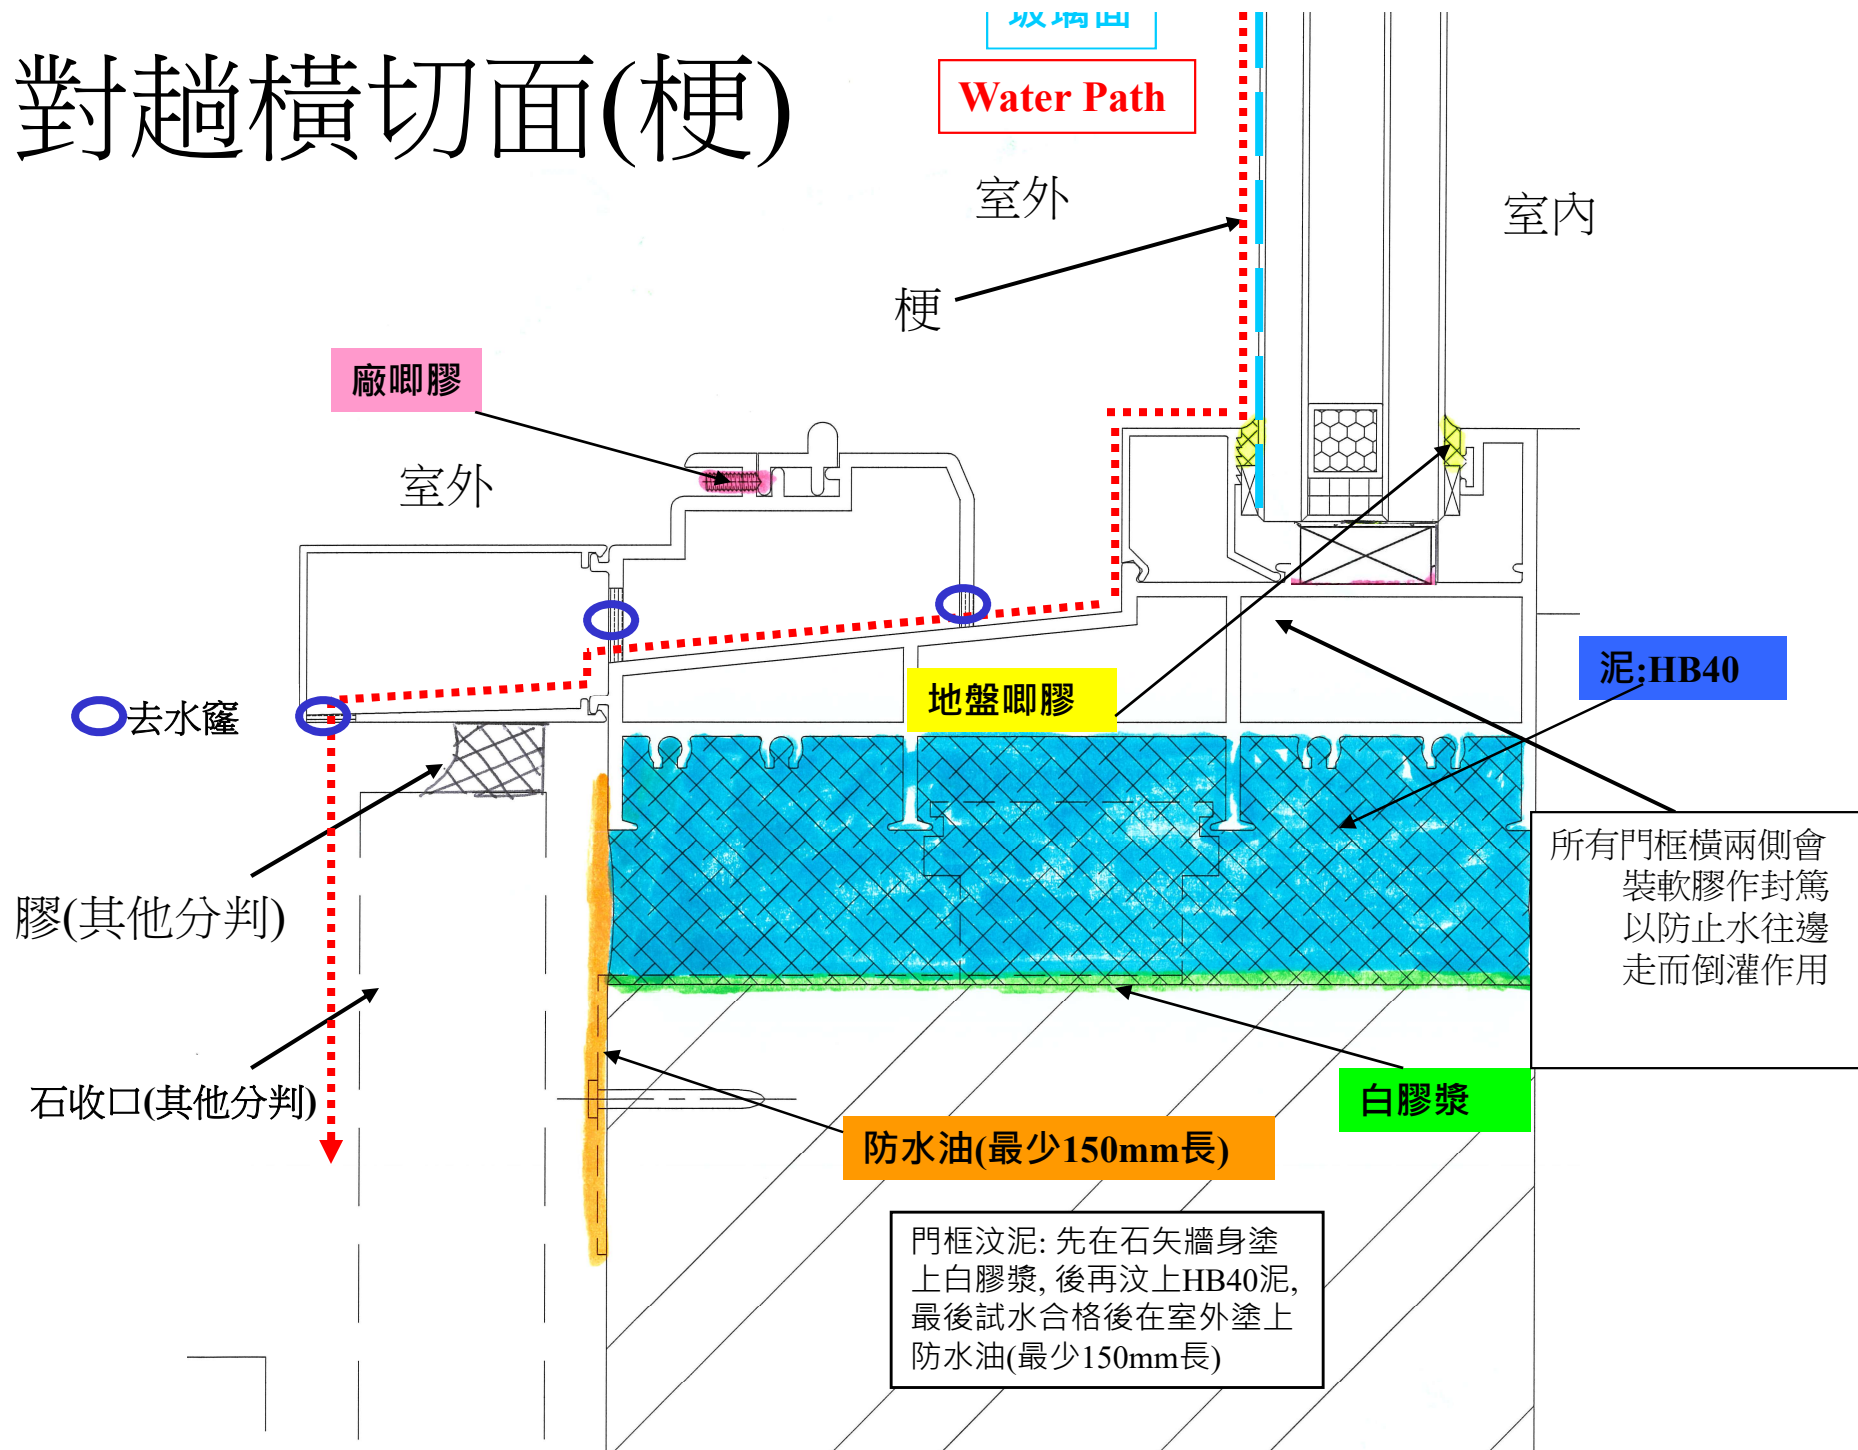 玻璃面
對趟橫切面(梗)
Water Path
室外
室內
梗
廠唧膠
室外
泥:HB40
地盤唧膠
去水窿
所有門框橫兩側會
裝軟膠作封篤
以防止水往邊
走而倒灌作用
膠(其他分判)
石收口(其他分判)
白膠漿
防水油(最少150mm長)
門框汶泥: 先在石矢牆身塗
上白膠漿, 後再汶上HB40泥,
最後試水合格後在室外塗上
防水油(最少150mm長)